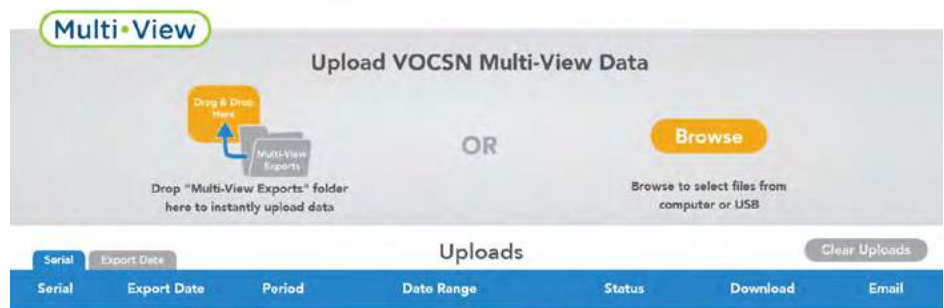 Multi•View
Upload VOCSN Multi-View Data
Drag & Drop
Here
Multi-View
Exports
Drop "Multi-View Exports" folder
here to instantly upload data
OR
Browse
Browse to select files from
computer or USB
Serial Export Date
Uploads
Clear Uploads
Serial Export Date Period Date Range Status Download Email